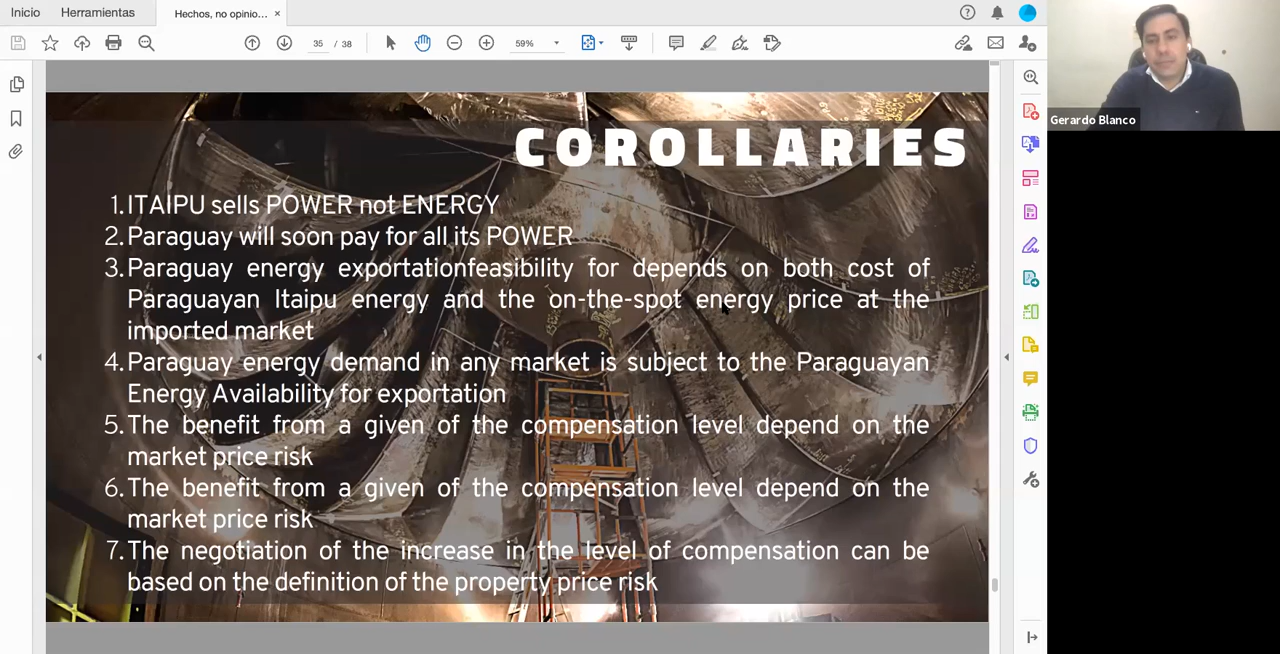 Inicio
Herramientas
Hechos, no opinio... ×
35 / 38
59%
Gerardo Blanco
COROLLARIES
1. ITAIPU sells POWER not ENERGY
2. Paraguay will soon pay for all its POWER
3. Paraguay energy exportationfeasibility for depends on both cost of
Paraguayan Itaipu energy and the on-the-spot energy price at the
imported market
4. Paraguay energy demand in any market is subject to the Paraguayan
Energy Availability for exportation
5. The benefit from a given of the compensation level depend on the
market price risk
6. The benefit from a given of the compensation level depend on the
market price risk
7. The negotiation of the increase in the level of compensation can be
based on the definition of the property price risk